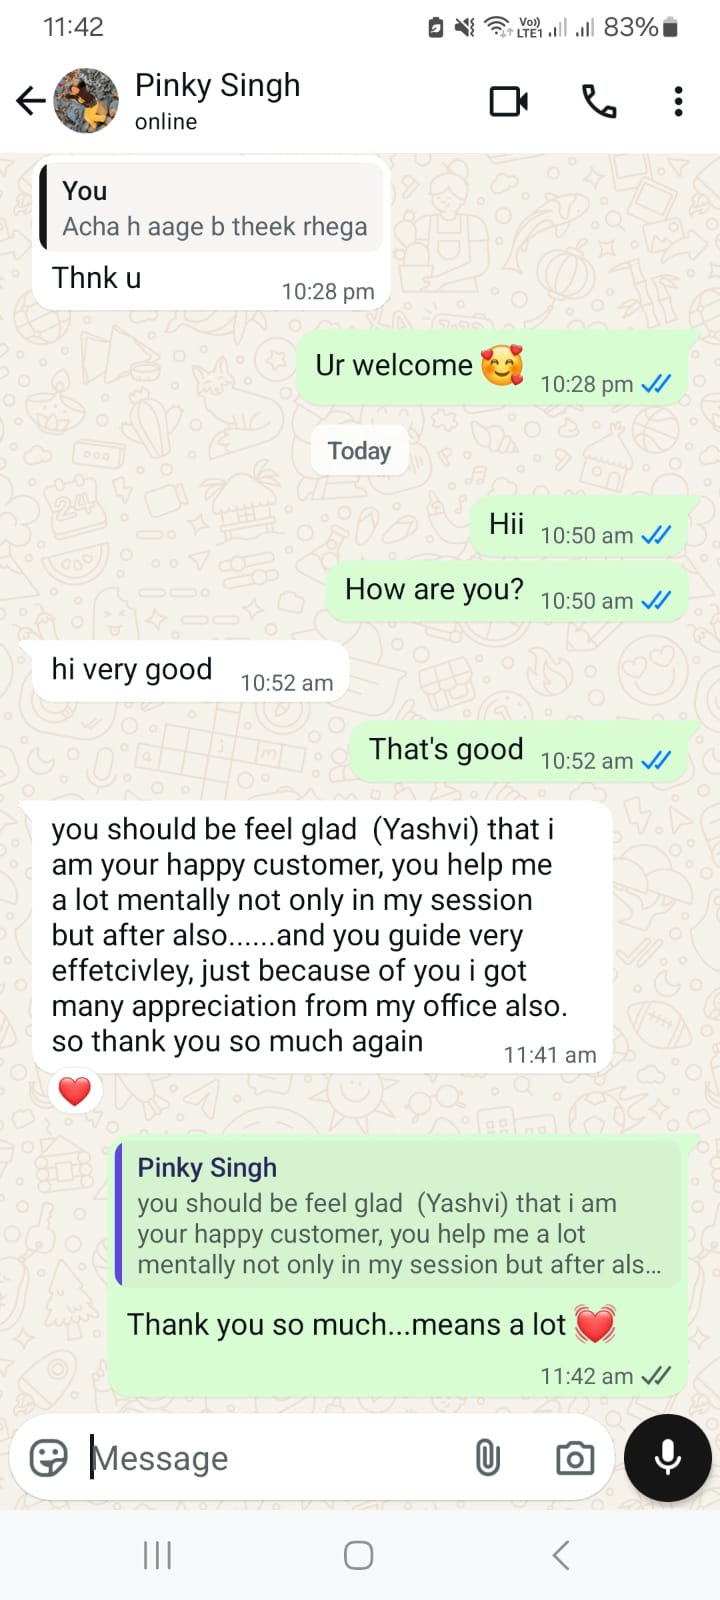 11:42
Vo))
LTE1
83%
Pinky Singh
online
You
Acha h aage b theek rhega
Thnk u
10:28 pm
Ur welcome 🥰
10:28 pm
Today
Hii
10:50 am
How are you?
10:50 am
hi very good
10:52 am
That's good
10:52 am
you should be feel glad  (Yashvi) that i
am your happy customer, you help me
a lot mentally not only in my session
but after also......and you guide very
effetcivley, just because of you i got
many appreciation from my office also.
so thank you so much again
11:41 am
❤️
Pinky Singh
you should be feel glad  (Yashvi) that i am
your happy customer, you help me a lot
mentally not only in my session but after als...
Thank you so much...means a lot 💓
11:42 am
Message